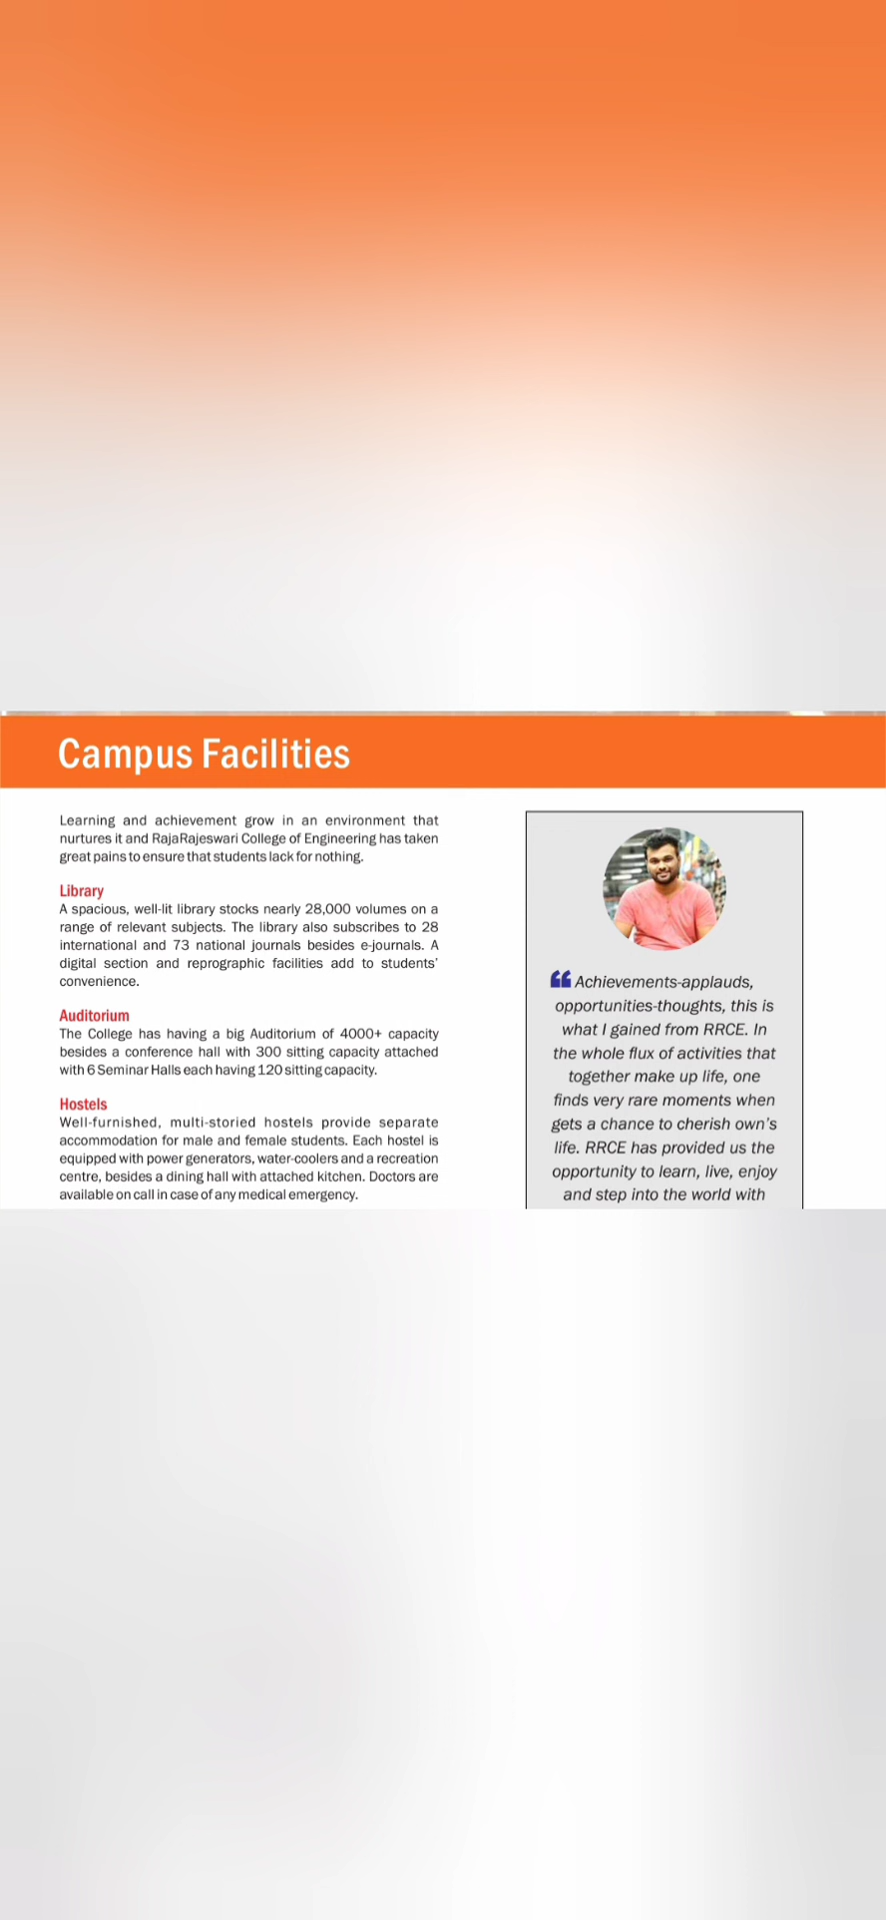 Campus Facilities
Learning and achievement grow in an environment that
nurtures it and RajaRajeswari College of Engineering has taken
great pains to ensure that students lack for nothing.
Library
A spacious, well-lit library stocks nearly 28,000 volumes on a
range of relevant subjects. The library also subscribes to 28
international and 73 national journals besides e-journals. A
digital section and reprographic facilities add to students'
convenience.
Auditorium
The College has having a big Auditorium of 4000+ capacity
besides a conference hall with 300 sitting capacity attached
with 6 Seminar Halls each having 120 sitting capacity.
Hostels
Well-furnished, multi-storied hostels provide separate
accommodation for male and female students. Each hostel is
equipped with power generators, water-coolers and a recreation
centre, besides a dining hall with attached kitchen. Doctors are
available on call in case of any medical emergency.
“Achievements-applauds,
opportunities-thoughts, this is
what I gained from RRCE. In
the whole flux of activities that
together make up life, one
finds very rare moments when
gets a chance to cherish own's
life. RRCE has provided us the
opportunity to learn, live, enjoy
and step into the world with